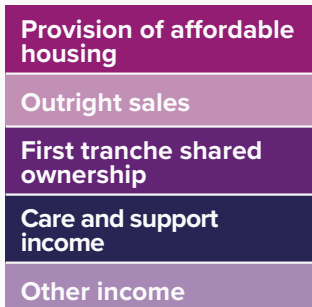 Provision of affordable
housing
Outright sales
First tranche shared
ownership
Care and support
income
Other income